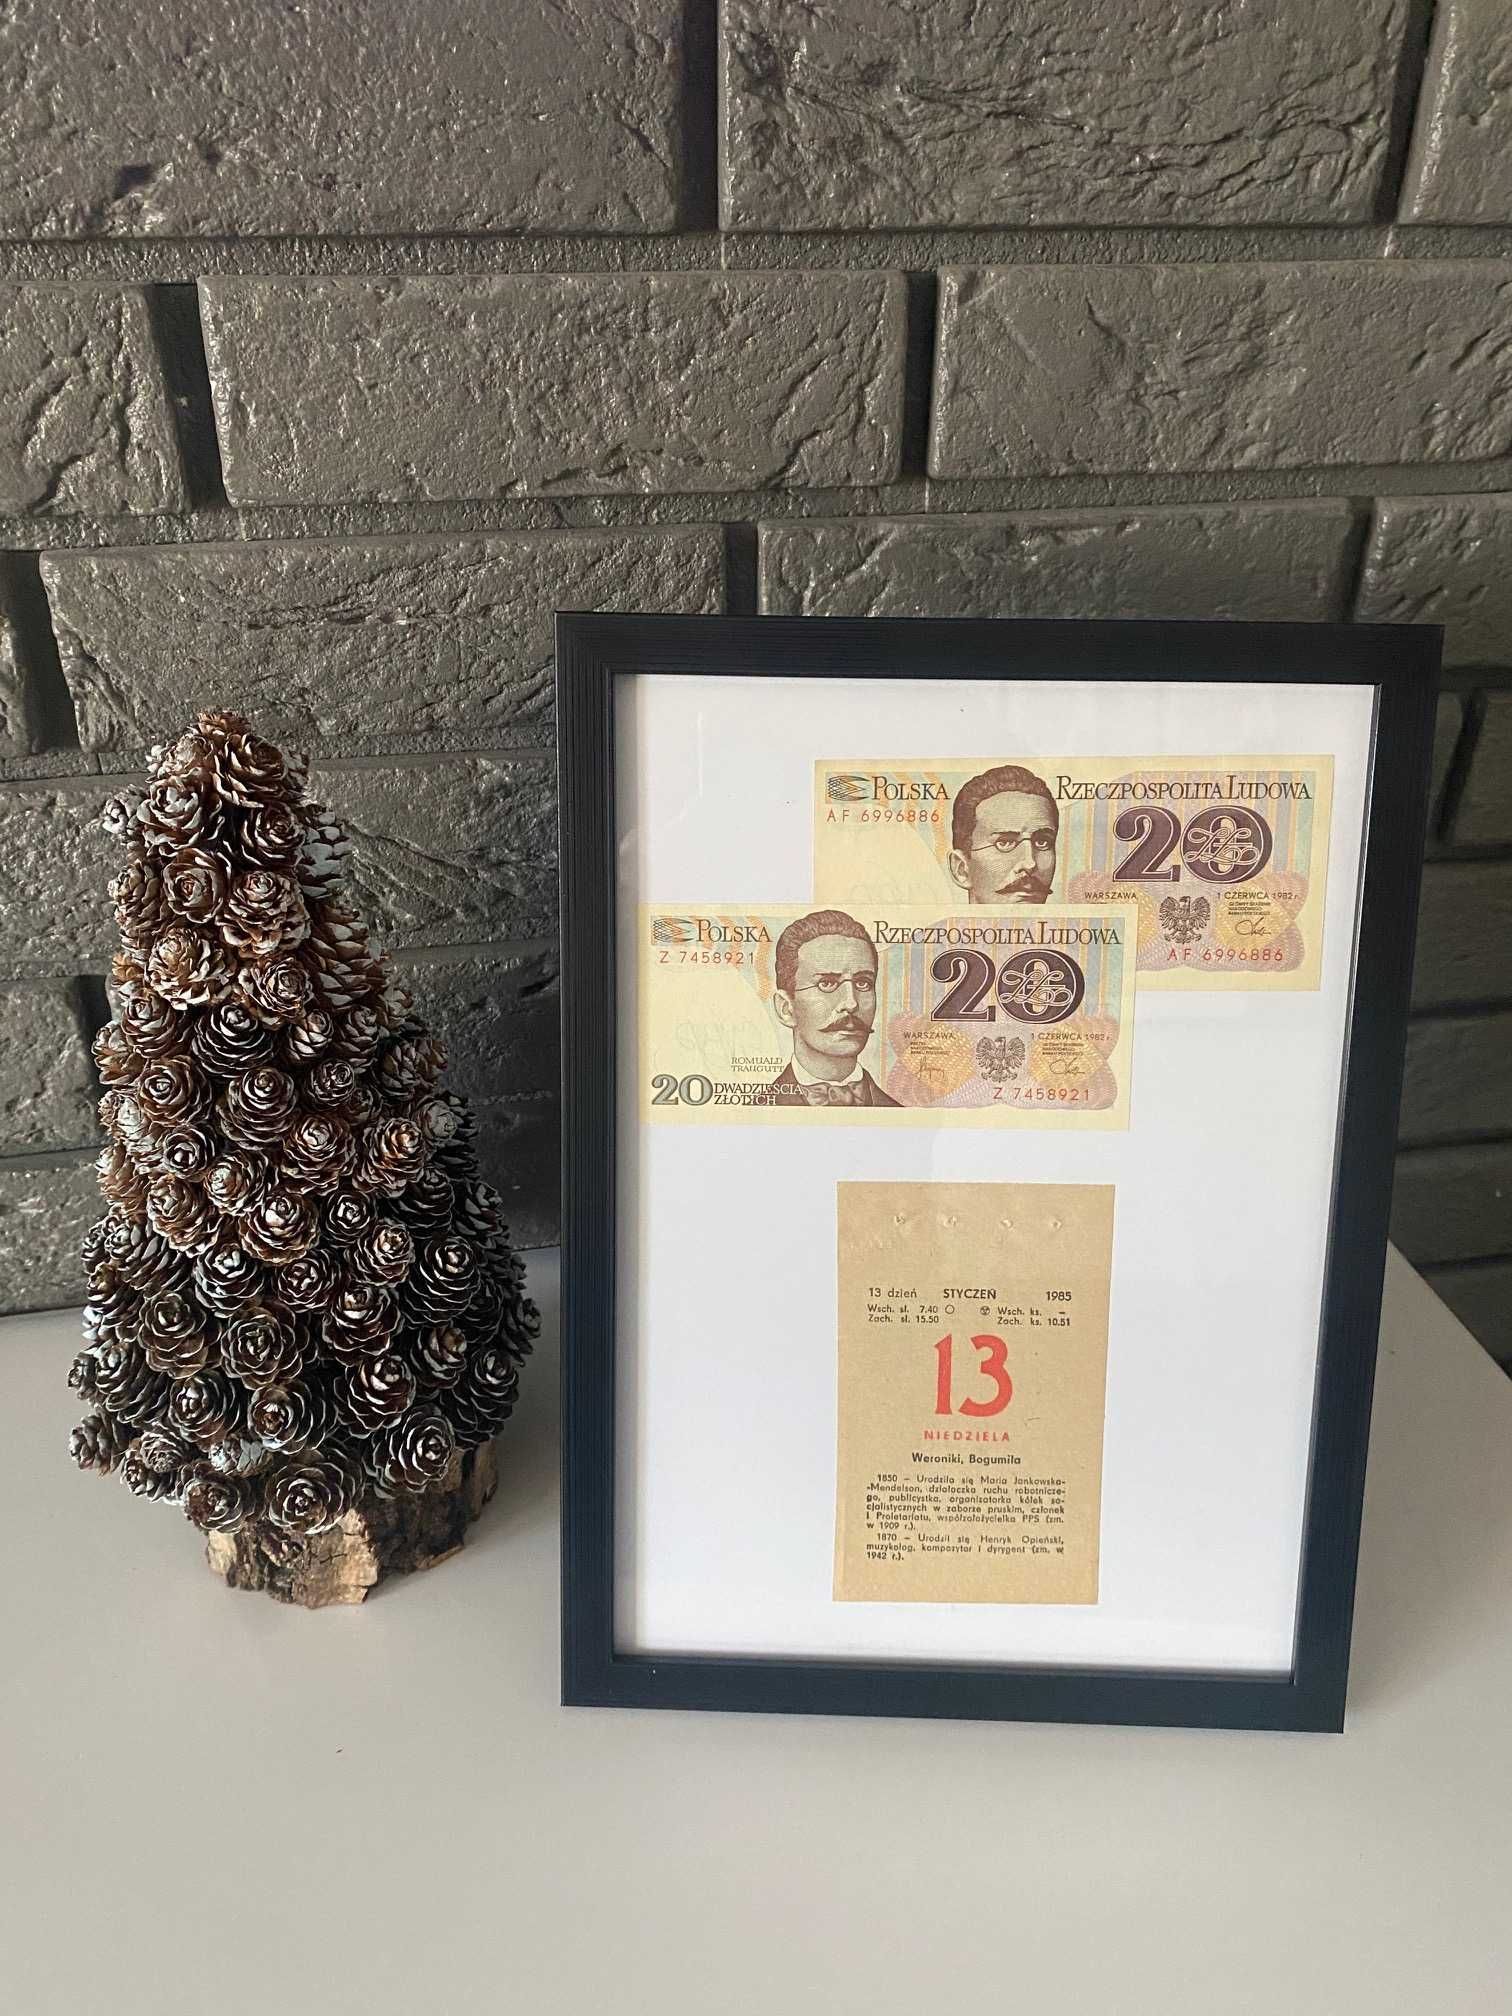 POLSKA RZECZPOSPOLITA LUDOWA
AF 6996886
20
WARSZAWA 1 CZERWCA 1982 r.
AF 6996886
POLSKA RZECZPOSPOLITA LUDOWA
Z 7458921
20
WARSZAWA 1 CZERWCA 1982 r.
ROMUALD
TRAUGUTT
20 DWADZIEŚCIA
ZŁOTYCH
Z 7458921
13 dzień STYCZEŃ 1985
Wsch. sł. 7.40 Wsch. ks. –
Zach. sł. 15.50 Zach. ks. 10.51
13
NIEDZIELA
Weroniki, Bogumiła
1850 – Urodziła się Maria Jankowska-
-Mendelson, działaczka ruchu robotnicze-
go, publicystka, organizatorka kółek so-
cjalistycznych w zaborze pruskim, członek
I Proletariatu, współzałożycielka PPS (zm.
w 1909 r.).
1870 – Urodził się Henryk Opieński,
muzykolog, kompozytor i dyrygent (zm. w
1942 r.).